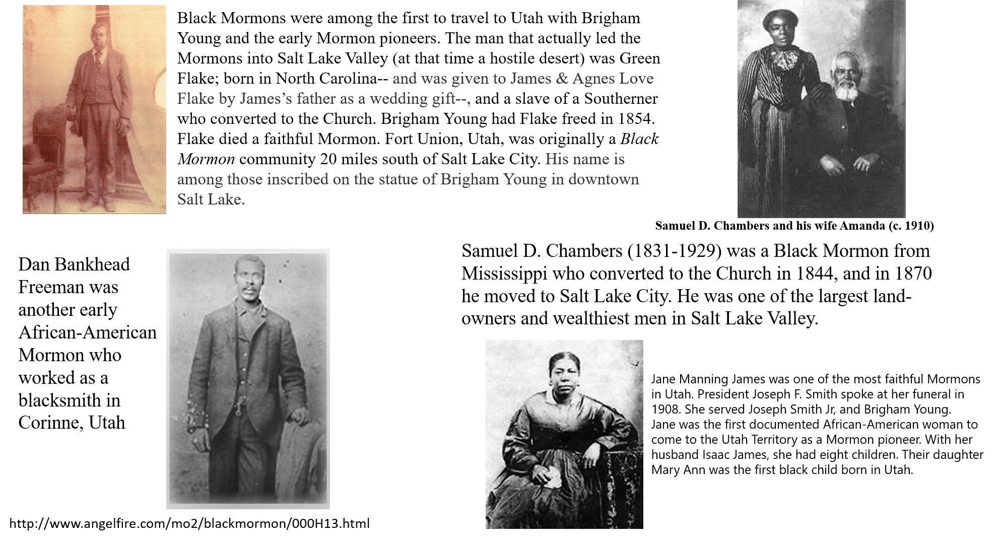 Black Mormons were among the first to travel to Utah with Brigham
Young and the early Mormon pioneers. The man that actually led the
Mormons into Salt Lake Valley (at that time a hostile desert) was Green
Flake; born in North Carolina-- and was given to James & Agnes Love
Flake by James’s father as a wedding gift--, and a slave of a Southerner
who converted to the Church. Brigham Young had Flake freed in 1854.
Flake died a faithful Mormon. Fort Union, Utah, was originally a Black
Mormon community 20 miles south of Salt Lake City. His name is
among those inscribed on the statue of Brigham Young in downtown
Salt Lake.
Samuel D. Chambers and his wife Amanda (c. 1910)
Samuel D. Chambers (1831-1929) was a Black Mormon from
Mississippi who converted to the Church in 1844, and in 1870
he moved to Salt Lake City. He was one of the largest land-
owners and wealthiest men in Salt Lake Valley.
Dan Bankhead
Freeman was
another early
African-American
Mormon who
worked as a
blacksmith in
Corinne, Utah
Jane Manning James was one of the most faithful Mormons
in Utah. President Joseph F. Smith spoke at her funeral in
1908. She served Joseph Smith Jr, and Brigham Young.
Jane was the first documented African-American woman to
come to the Utah Territory as a Mormon pioneer. With her
husband Isaac James, she had eight children. Their daughter
Mary Ann was the first black child born in Utah.
http://www.angelfire.com/mo2/blackmormon/000H13.html